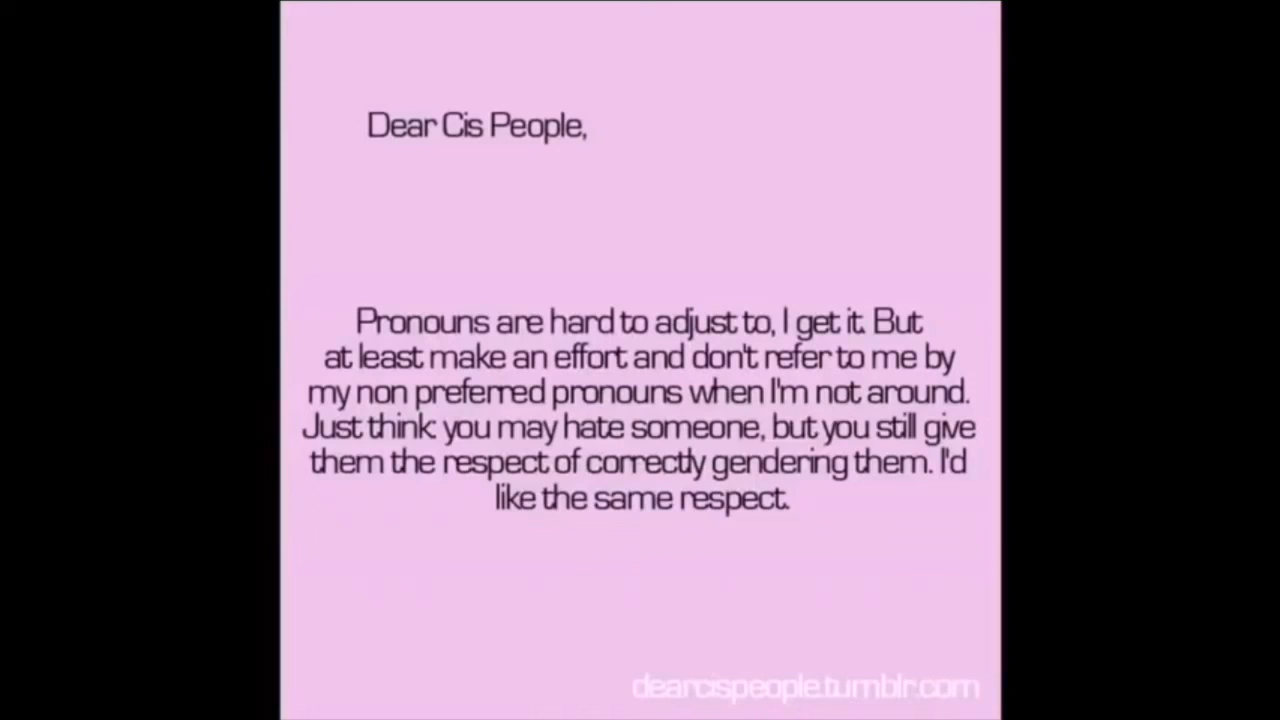 Dear Cis People,
Pronouns are hard to adjust to, I get it. But
at least make an effort and don't refer to me by
my non preferred pronouns when I'm not around.
Just think: you may hate someone, but you still give
them the respect of correctly gendering them. I'd
like the same respect.
dearcispeople.tumblr.com